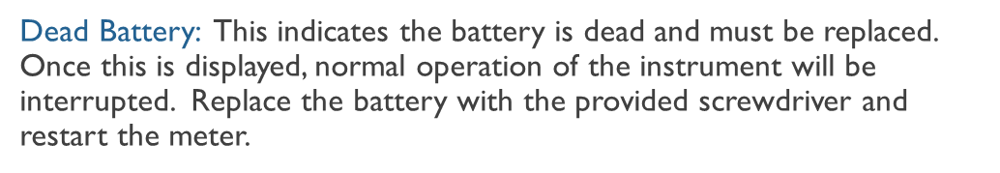 Dead Battery: This indicates the battery is dead and must be replaced.
Once this is displayed, normal operation of the instrument will be
interrupted. Replace the battery with the provided screwdriver and
restart the meter.